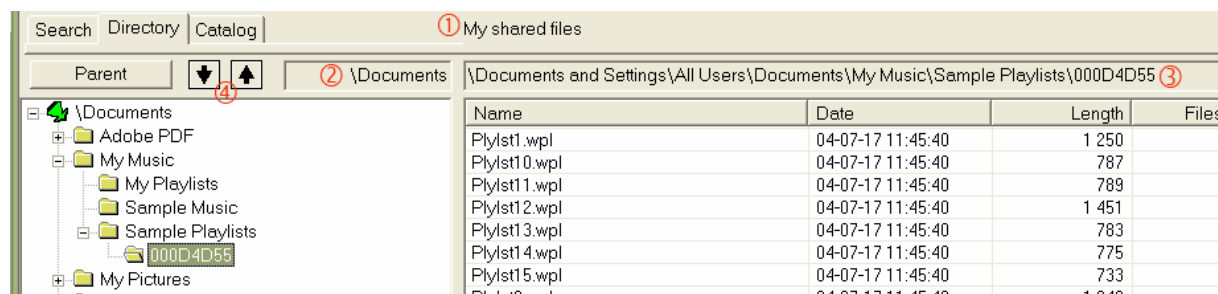 Search Directory Catalog ① My shared files
Parent ④ ② \Documents \Documents and Settings\All Users\Documents\My Music\Sample Playlists\000D4D55 ③
\Documents
Adobe PDF
My Music
My Playlists
Sample Music
Sample Playlists
000D4D55
My Pictures
Name Date Length Files
Plylst1.wpl 04-07-17 11:45:40 1 250
Plylst10.wpl 04-07-17 11:45:40 787
Plylst11.wpl 04-07-17 11:45:40 789
Plylst12.wpl 04-07-17 11:45:40 1 451
Plylst13.wpl 04-07-17 11:45:40 783
Plylst14.wpl 04-07-17 11:45:40 775
Plylst15.wpl 04-07-17 11:45:40 733